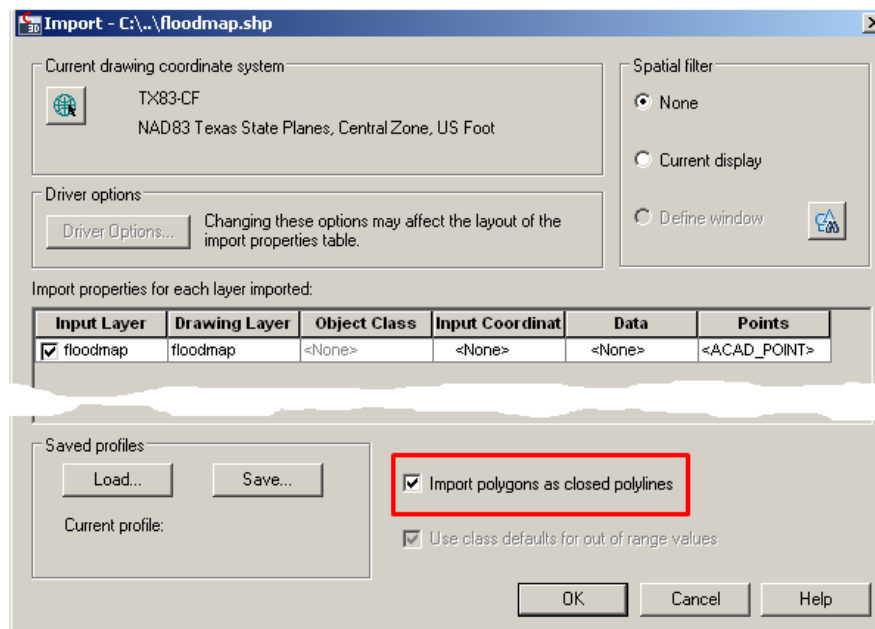 Import - C:\..\floodmap.shp
Current drawing coordinate system
TX83-CF
NAD83 Texas State Planes, Central Zone, US Foot
Spatial filter
None
Current display
Define window
Driver options
Driver Options...
Changing these options may affect the layout of the
import properties table.
Import properties for each layer imported:
Input Layer Drawing Layer Object Class Input Coordinat Data Points
floodmap floodmap <None> <None> <None> <ACAD_POINT>
Saved profiles
Load... Save...
Current profile:
Import polygons as closed polylines
Use class defaults for out of range values
OK Cancel Help